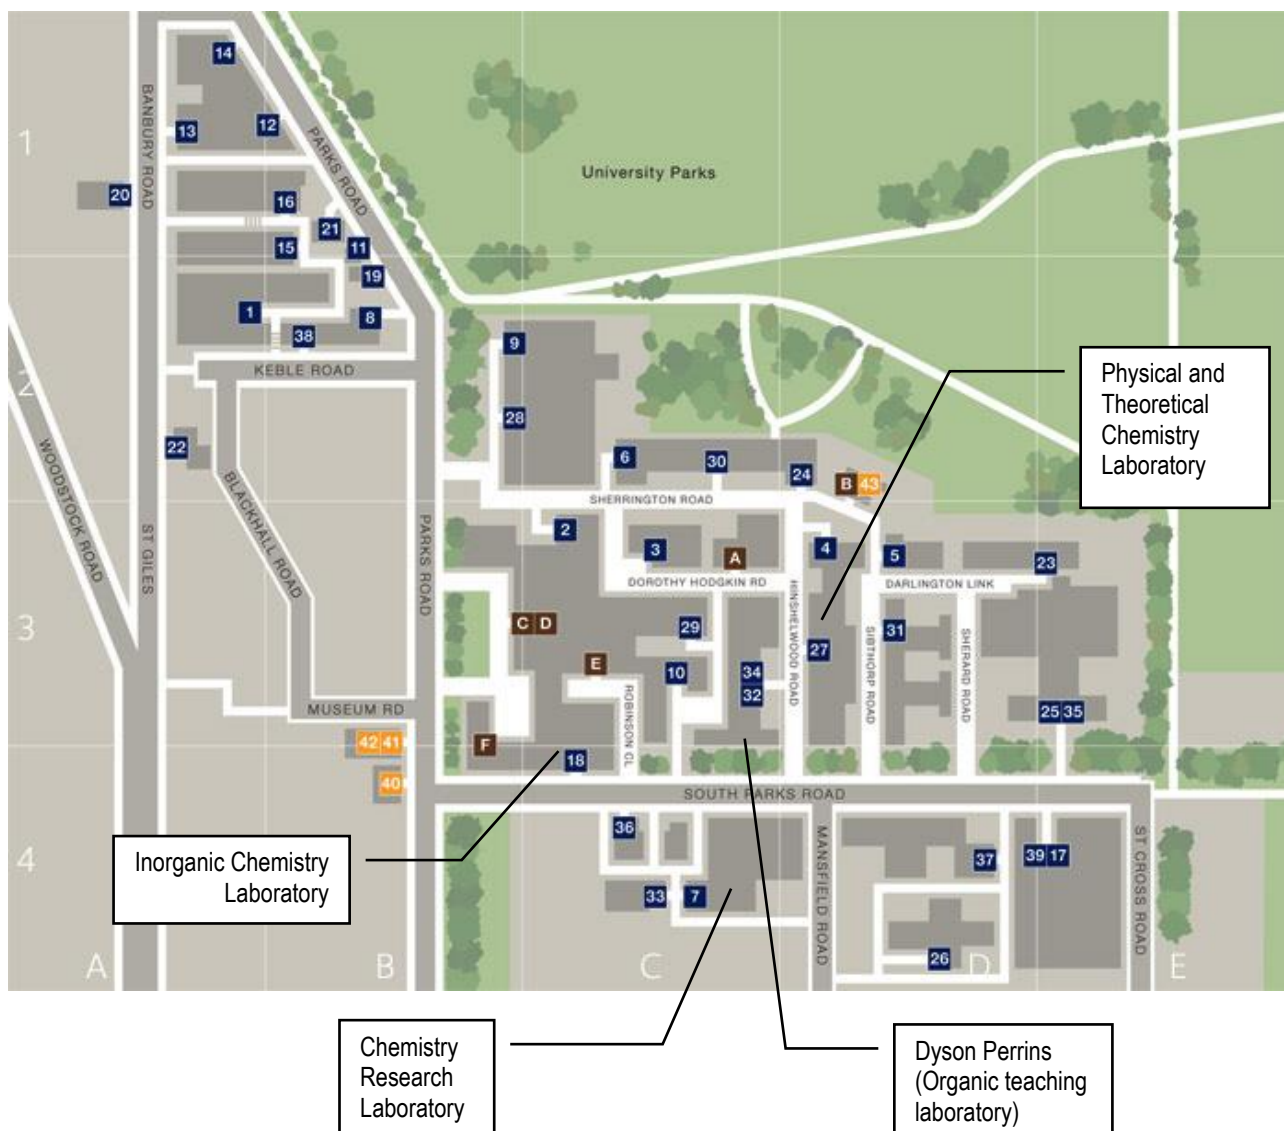 14
BANBURY ROAD
13
12
1
PARKS ROAD
University Parks
20
16
21
11
15
19
1
8
38
9
KEBLE ROAD
2
Physical and
Theoretical
Chemistry
Laboratory
28
22
WOODSTOCK ROAD
ST GILES
BLACKHALL ROAD
PARKS ROAD
6
30
24
B
43
SHERRINGTON ROAD
2
3
A
4
5
23
DOROTHY HODGKIN RD
DARLINGTON LINK
HINSHELWOOD ROAD
SIBTHORP ROAD
SHERARD ROAD
3
C
D
29
31
27
E
10
34
32
ROBINSON CL
MUSEUM RD
25
35
42
41
F
18
40
SOUTH PARKS ROAD
36
MANSFIELD ROAD
ST CROSS ROAD
4
Inorganic Chemistry
Laboratory
37
39
17
33
7
26
A
B
C
D
E
Chemistry
Research
Laboratory
Dyson Perrins
(Organic teaching
laboratory)